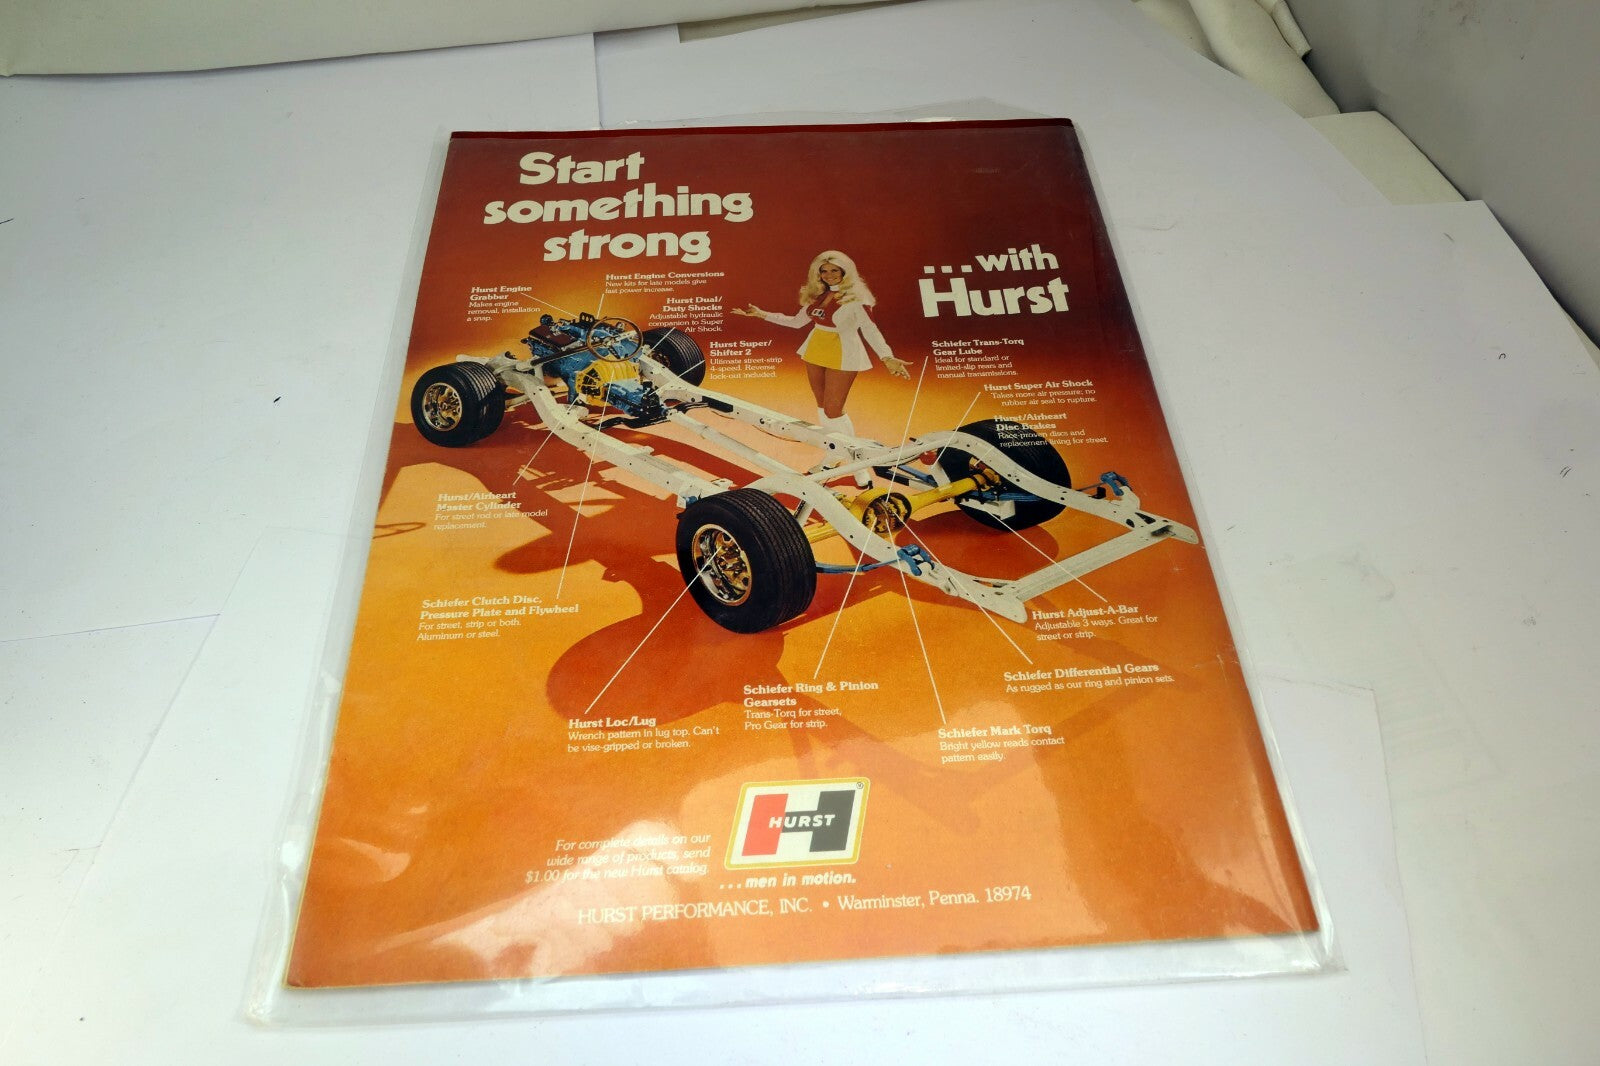 Start
something
strong
...with
Hurst
Hurst Engine Conversions
New kits for late models give
fast power increase.
Hurst Engine
Grabber
Makes engine
removal, installation
a snap.
Hurst Dual/
Duty Shocks
Adjustable hydraulic
companion to Super
Air Shock.
Hurst Super/
Shifter 2
Ultimate street-strip
4-speed. Reverse
lock-out included.
Schiefer Trans-Torq
Gear Lube
Ideal for standard or
limited-slip rears and
manual transmissions.
Hurst Super Air Shock
Takes more air pressure; no
rubber air seal to rupture.
Hurst/Airheart
Disc Brakes
Race-proven discs and
replacement lining for street.
Hurst/Airheart
Master Cylinder
For street rod or late model
replacement.
Schiefer Clutch Disc,
Pressure Plate and Flywheel
For street, strip or both.
Aluminum or steel.
Hurst Loc/Lug
Wrench pattern in lug top. Can't
be vise-gripped or broken.
Schiefer Ring & Pinion
Gearsets
Trans-Torq for street,
Pro Gear for strip.
Hurst Adjust-A-Bar
Adjustable 3 ways. Great for
street or strip.
Schiefer Differential Gears
As rugged as our ring and pinion sets.
Schiefer Mark Torq
Bright yellow reads contact
pattern easily.
HURST
®
...men in motion.
For complete details on our
wide range of products, send
$1.00 for the new Hurst catalog.
HURST PERFORMANCE, INC. • Warminster, Penna. 18974